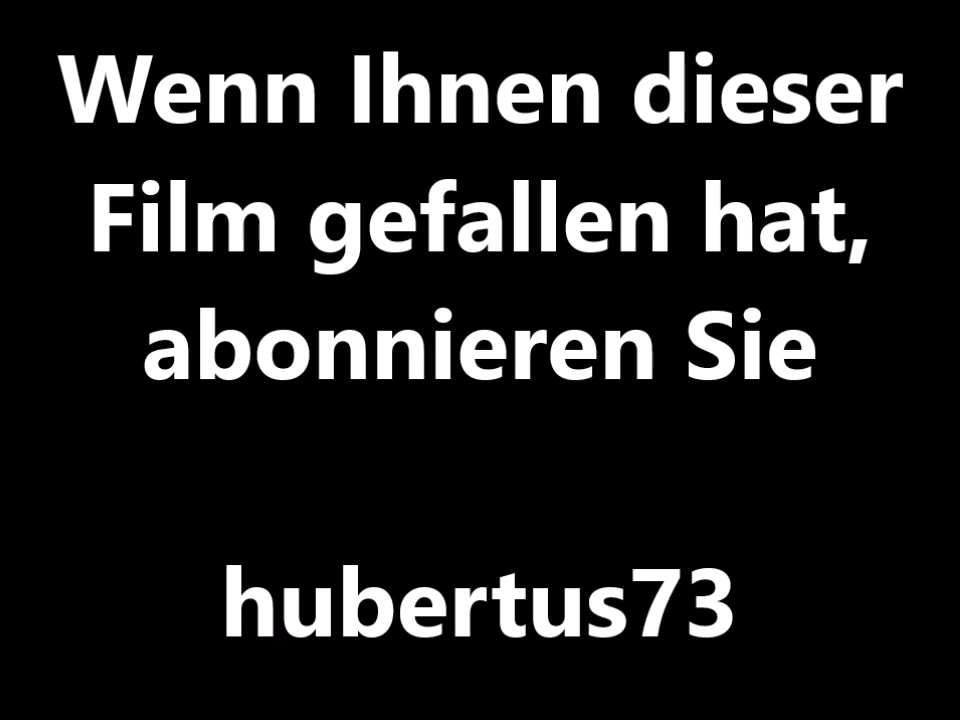 Wenn Ihnen dieser
Film gefallen hat,
abonnieren Sie
hubertus73